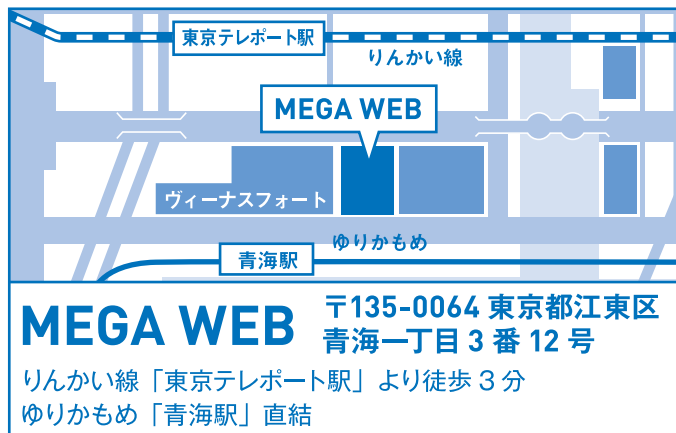 東京テレポート駅
りんかい線
MEGA WEB
ヴィーナスフォート
ゆりかもめ
青海駅
MEGA WEB
〒135-0064 東京都江東区
青海一丁目 3 番 12 号
りんかい線「東京テレポート駅」より徒歩 3 分
ゆりかもめ「青海駅」直結